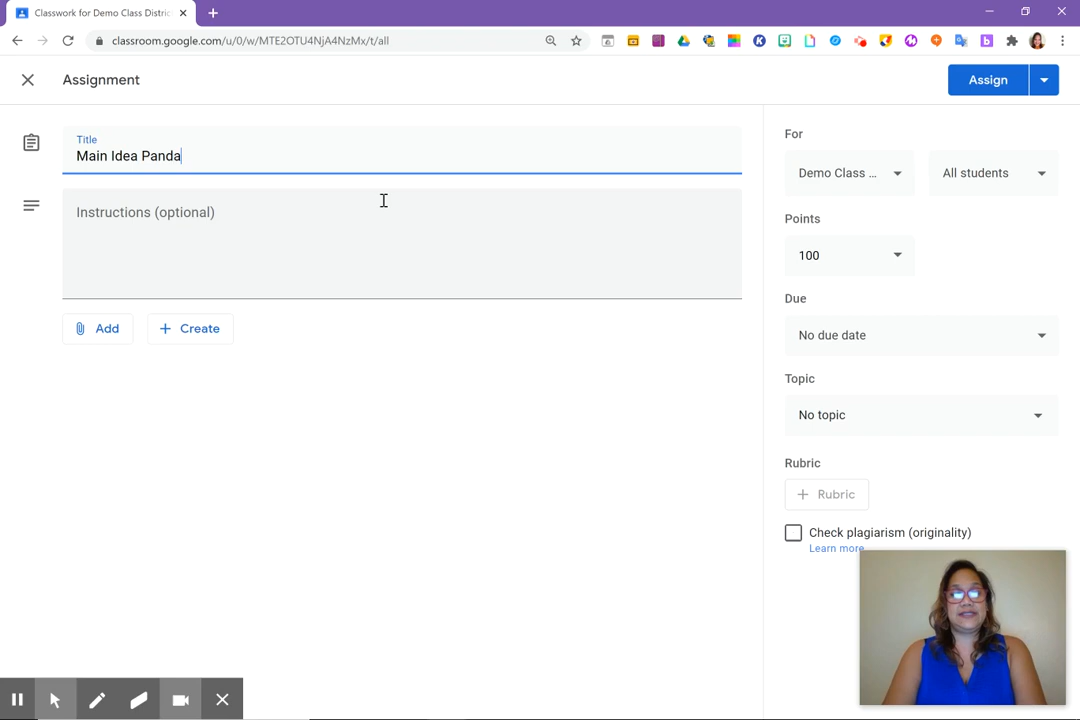 Classwork for Demo Class Distric
classroom.google.com/u/0/w/MTE2OTU4NjA4NzMx/t/all
Assignment
Assign
Title
Main Idea Panda
Instructions (optional)
Add
Create
For
Demo Class ...
All students
Points
100
Due
No due date
Topic
No topic
Rubric
Rubric
Check plagiarism (originality)
Learn more